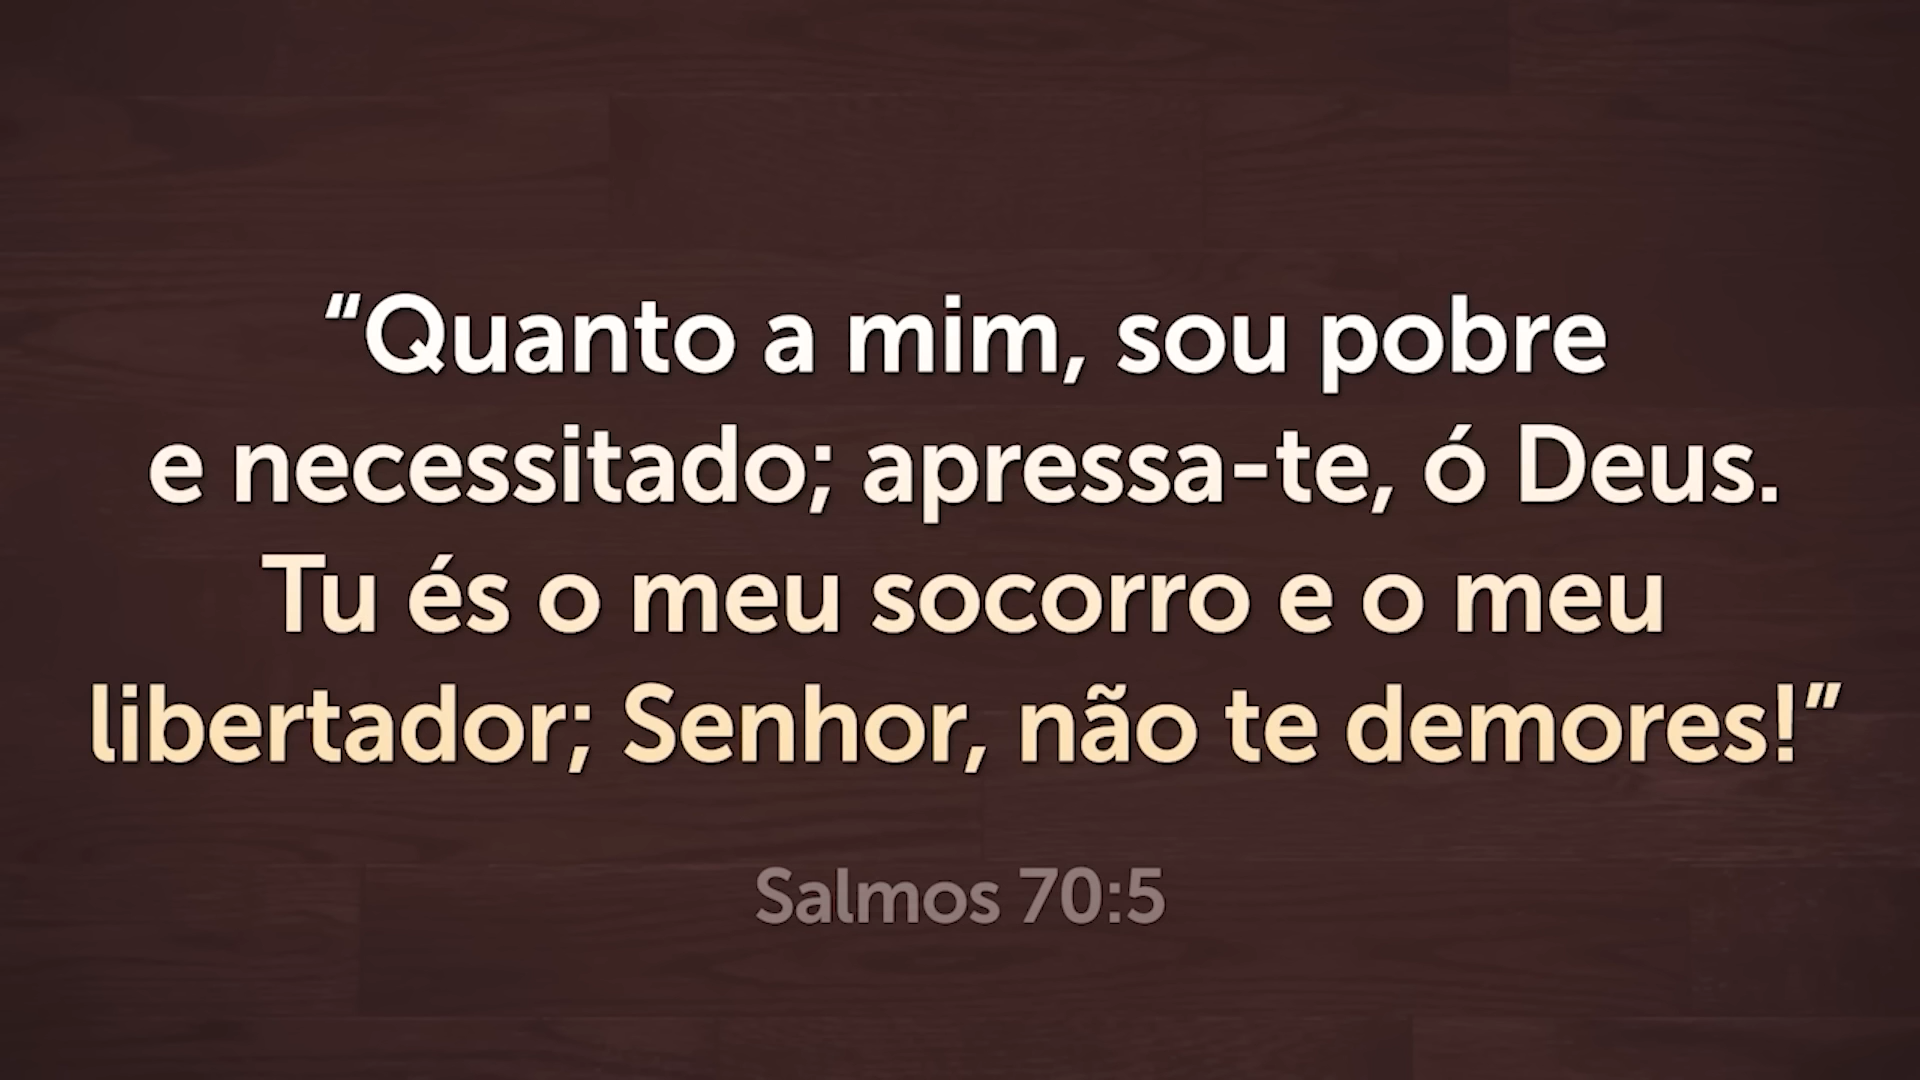 “Quanto a mim, sou pobre
e necessitado; apressa-te, ó Deus.
Tu és o meu socorro e o meu
libertador; Senhor, não te demores!”
Salmos 70:5